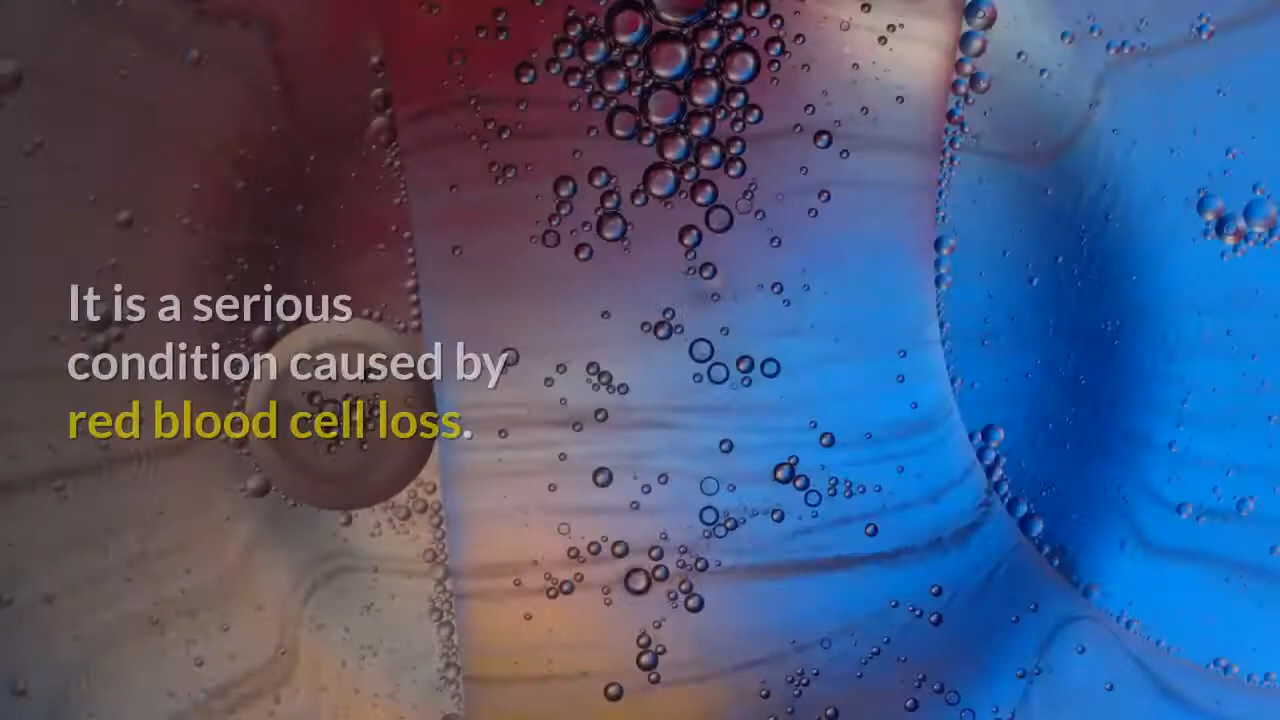 It is a serious
condition caused by
red blood cell loss.